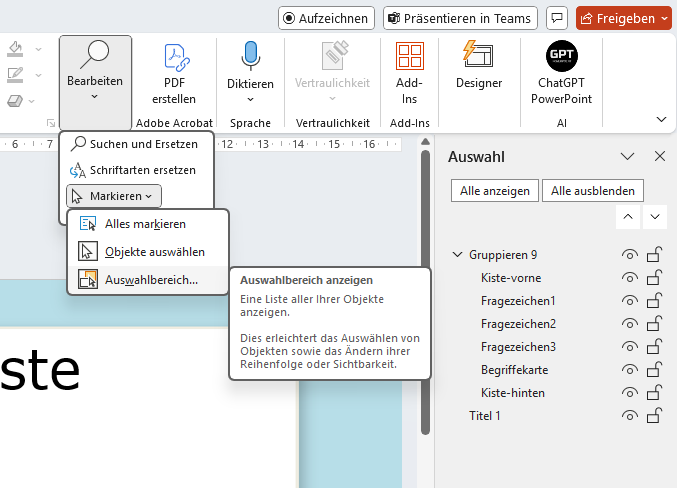 Aufzeichnen
Präsentieren in Teams
Freigeben
Bearbeiten
PDF
erstellen
Diktieren
Vertraulichkeit
Add-
Ins
Designer
GPT
ChatGPT
PowerPoint
Adobe Acrobat
Sprache
Vertraulichkeit
Add-Ins
AI
6 7 12 13 14 15 16
Suchen und Ersetzen
Schriftarten ersetzen
Markieren
Alles markieren
Objekte auswählen
Auswahlbereich...
Auswahlbereich anzeigen
Eine Liste aller Ihrer Objekte
anzeigen.
Dies erleichtert das Auswählen von
Objekten sowie das Ändern ihrer
Reihenfolge oder Sichtbarkeit.
ste
Auswahl
Alle anzeigen
Alle ausblenden
Gruppieren 9
Kiste-vorne
Fragezeichen1
Fragezeichen2
Fragezeichen3
Begriffekarte
Kiste-hinten
Titel 1